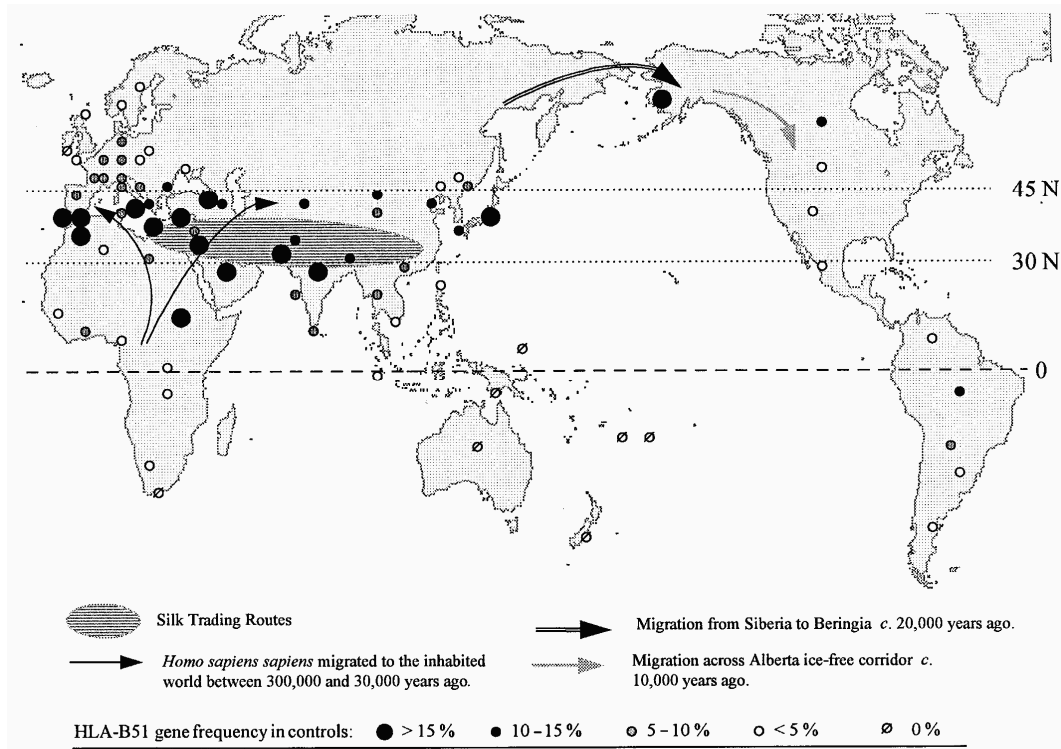 45 N
30 N
0
Silk Trading Routes
Migration from Siberia to Beringia c. 20,000 years ago.
Homo sapiens sapiens migrated to the inhabited
world between 300,000 and 30,000 years ago.
Migration across Alberta ice-free corridor c.
10,000 years ago.
HLA-B51 gene frequency in controls: > 15 % 10 – 15 % 5 – 10 % < 5 % 0 %